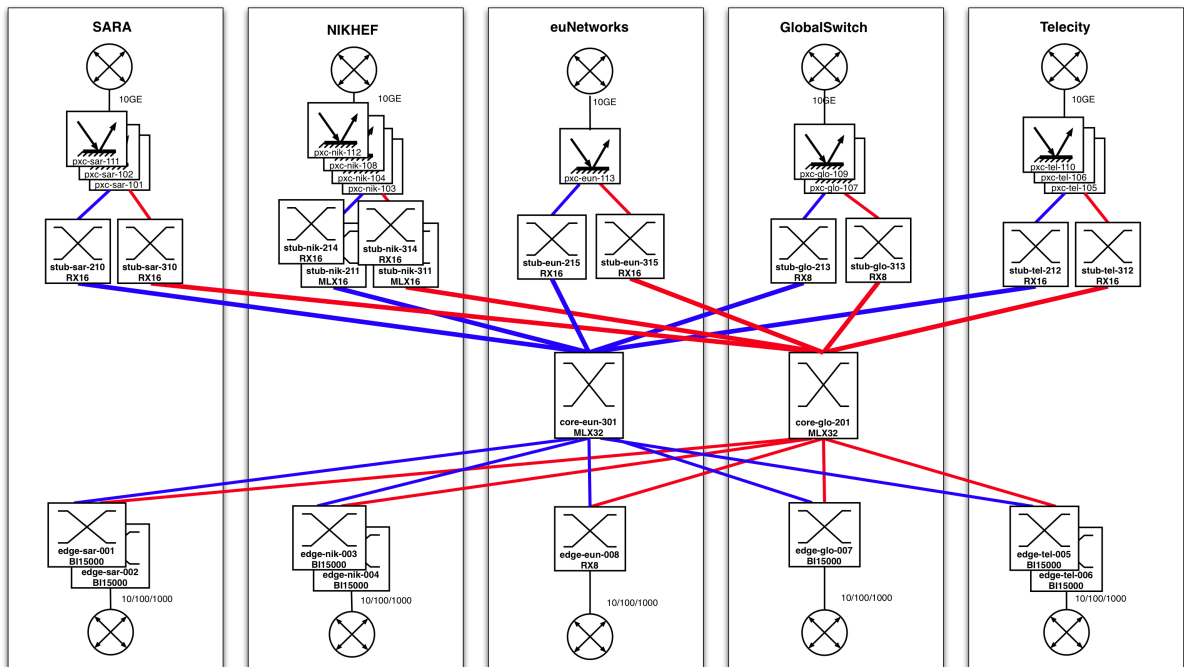 SARA
10GE
pxc-sar-111
pxc-sar-102
pxc-sar-101
stub-sar-210
RX16
stub-sar-310
RX16
edge-sar-001
BI15000
edge-sar-002
BI15000
10/100/1000
NIKHEF
10GE
pxc-nik-112
pxc-nik-108
pxc-nik-104
pxc-nik-103
stub-nik-214
RX16
stub-nik-314
RX16
stub-nik-211
MLX16
stub-nik-311
MLX16
edge-nik-003
BI15000
edge-nik-004
BI15000
10/100/1000
euNetworks
10GE
pxc-eun-113
stub-eun-215
RX16
stub-eun-315
RX16
core-eun-301
MLX32
edge-eun-008
RX8
10/100/1000
GlobalSwitch
10GE
pxc-glo-109
pxc-glo-107
stub-glo-213
RX8
stub-glo-313
RX8
core-glo-201
MLX32
edge-glo-007
BI15000
10/100/1000
Telecity
10GE
pxc-tel-110
pxc-tel-106
pxc-tel-105
stub-tel-212
RX16
stub-tel-312
RX16
edge-tel-005
BI15000
edge-tel-006
BI15000
10/100/1000